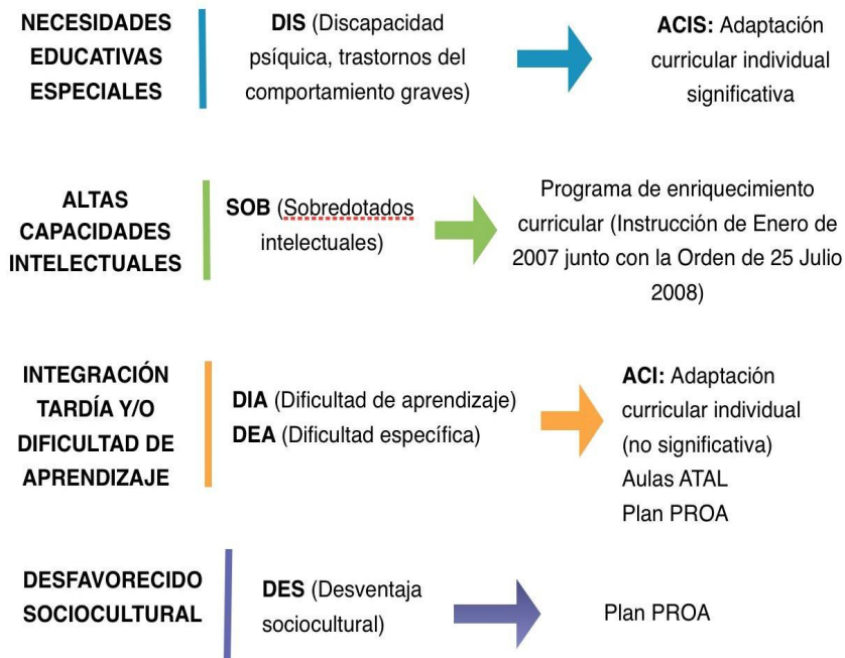 NECESIDADES
EDUCATIVAS
ESPECIALES
DIS (Discapacidad
psíquica, trastornos del
comportamiento graves)
ACIS: Adaptación
curricular individual
significativa
ALTAS
CAPACIDADES
INTELECTUALES
SOB (Sobredotados
intelectuales)
Programa de enriquecimiento
curricular (Instrucción de Enero de
2007 junto con la Orden de 25 Julio
2008)
INTEGRACIÓN
TARDÍA Y/O
DIFICULTAD DE
APRENDIZAJE
DIA (Dificultad de aprendizaje)
DEA (Dificultad específica)
ACI: Adaptación
curricular individual
(no significativa)
Aulas ATAL
Plan PROA
DESFAVORECIDO
SOCIOCULTURAL
DES (Desventaja
sociocultural)
Plan PROA